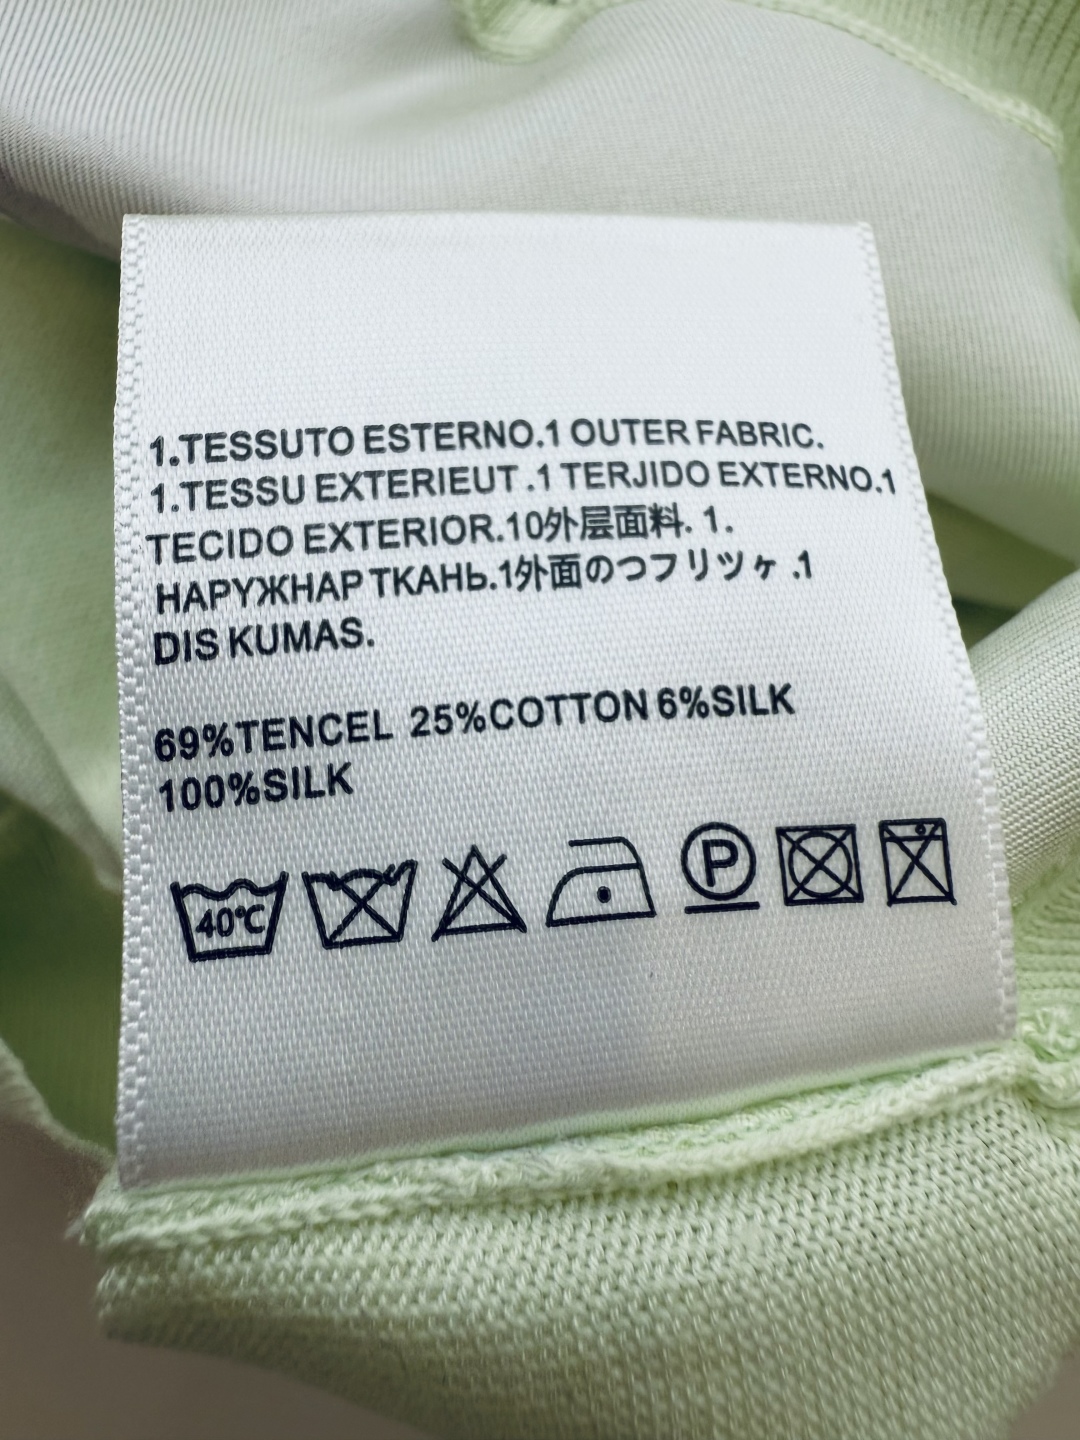 1.TESSUTO ESTERNO.1 OUTER FABRIC.
1.TESSU EXTERIEUT .1 TERJIDO EXTERNO.1
TECIDO EXTERIOR.10外层面料. 1.
НАРУЖНАР ТКАНЬ.1外面のつフリツケ .1
DIS KUMAS.
69%TENCEL 25%COTTON 6%SILK
100%SILK
40℃ P